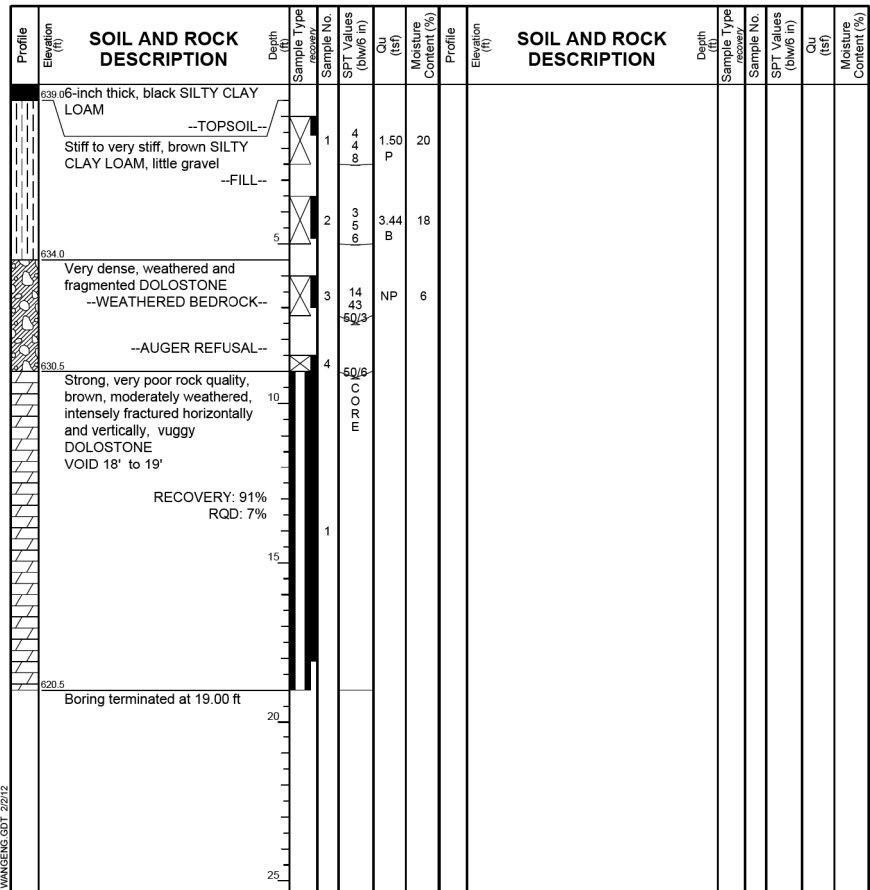 Profile
Elevation (ft)
SOIL AND ROCK DESCRIPTION
Depth (ft)
Sample Type recovery
Sample No.
SPT Values (blw/6 in)
Qu (tsf)
Moisture Content (%)
Profile
Elevation (ft)
SOIL AND ROCK DESCRIPTION
Depth (ft)
Sample Type recovery
Sample No.
SPT Values (blw/6 in)
Qu (tsf)
Moisture Content (%)
639.0 6-inch thick, black SILTY CLAY
LOAM
--TOPSOIL--
Stiff to very stiff, brown SILTY
CLAY LOAM, little gravel
--FILL--
1
4
4
8
1.50
P
20
2
3
5
6
3.44
B
18
5
634.0
Very dense, weathered and
fragmented DOLOSTONE
--WEATHERED BEDROCK--
3
14
43
50/3
NP
6
--AUGER REFUSAL--
4
50/6
630.5
Strong, very poor rock quality,
brown, moderately weathered,
intensely fractured horizontally
and vertically, vuggy
DOLOSTONE
VOID 18' to 19'
10
C
O
R
E
RECOVERY: 91%
RQD: 7%
1
15
620.5
Boring terminated at 19.00 ft
20
25
WANGENG.GDT 2/2/12